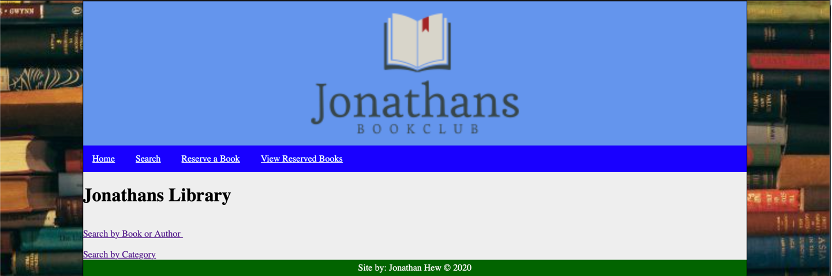 GWYNN
Jonathans
BOOKCLUB
Home Search Reserve a Book View Reserved Books
Jonathans Library
Search by Book or Author
Search by Category
Site by: Jonathan Hew © 2020